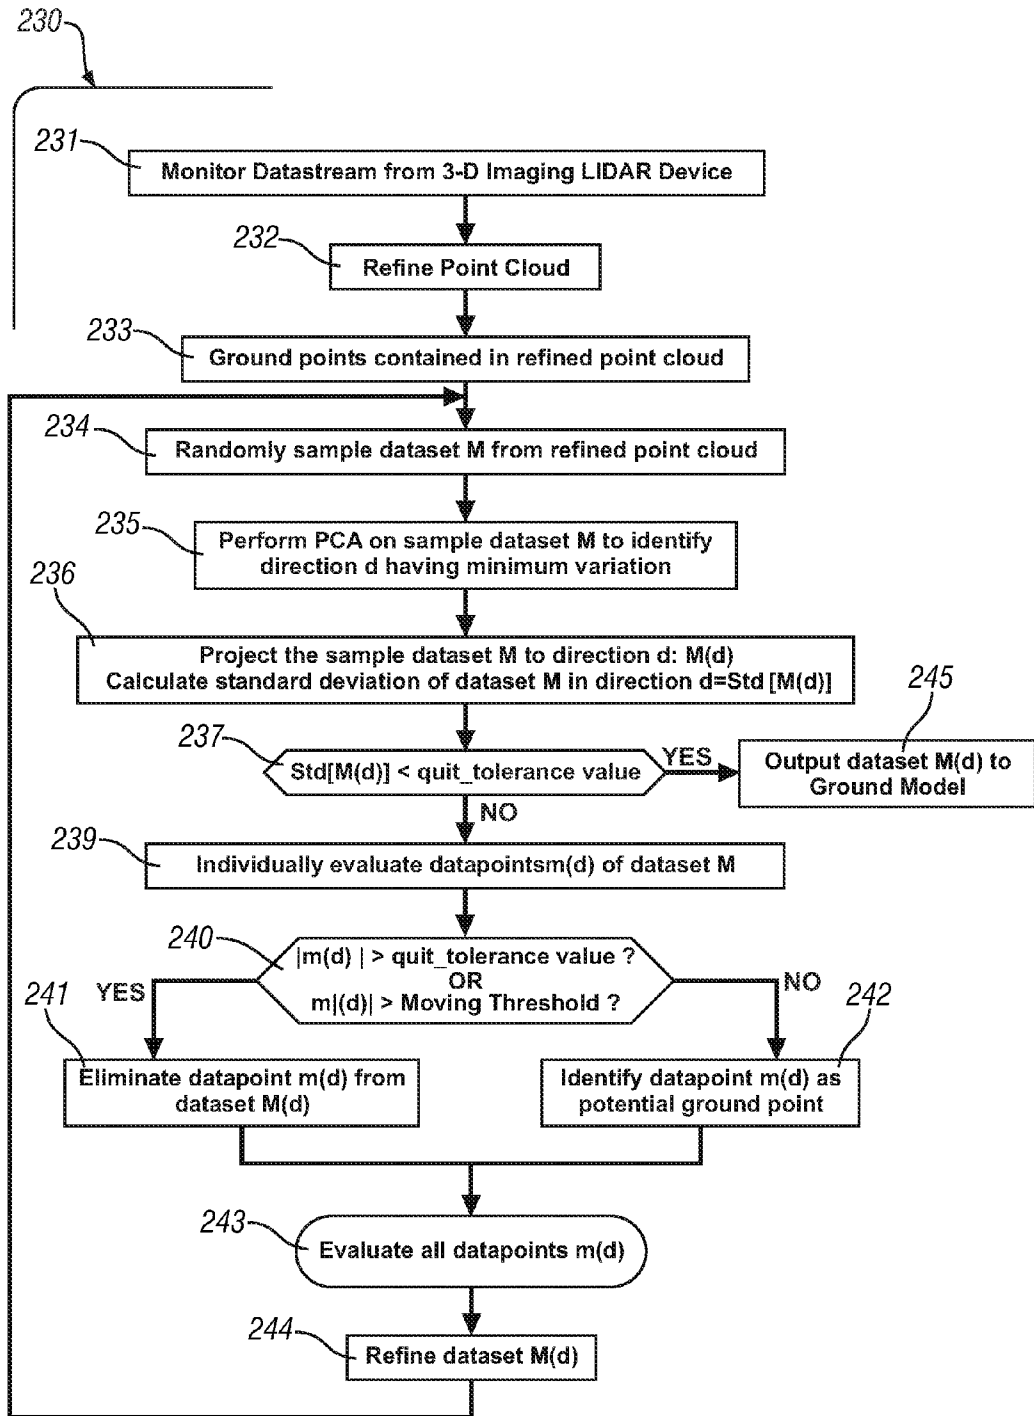 230
231
Monitor Datastream from 3-D Imaging LIDAR Device
232
Refine Point Cloud
233
Ground points contained in refined point cloud
234
Randomly sample dataset M from refined point cloud
235
Perform PCA on sample dataset M to identify
direction d having minimum variation
236
Project the sample dataset M to direction d: M(d)
Calculate standard deviation of dataset M in direction d=Std [M(d)]
237
Std[M(d)] < quit_tolerance value
YES
245
Output dataset M(d) to
Ground Model
NO
239
Individually evaluate datapointsm(d) of dataset M
240
|m(d) | > quit_tolerance value ?
OR
m|(d)| > Moving Threshold ?
YES
NO
241
Eliminate datapoint m(d) from
dataset M(d)
242
Identify datapoint m(d) as
potential ground point
243
Evaluate all datapoints m(d)
244
Refine dataset M(d)